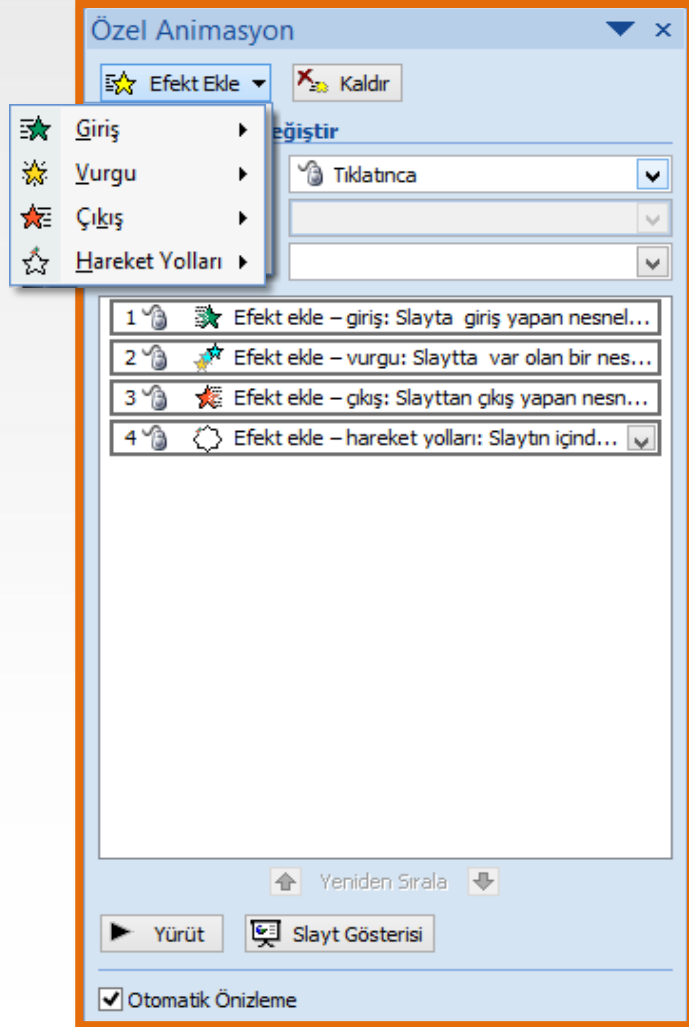 Özel Animasyon
Efekt Ekle Kaldır
Giriş
Vurgu
Çıkış
Hareket Yolları
eğiştir
Tıklatınca
1 Efekt ekle – giriş: Slayta giriş yapan nesnel...
2 Efekt ekle – vurgu: Slaytta var olan bir nes...
3 Efekt ekle – çıkış: Slayttan çıkış yapan nesn...
4 Efekt ekle – hareket yolları: Slaytın içind...
Yeniden Sırala
Yürüt Slayt Gösterisi
Otomatik Önizleme